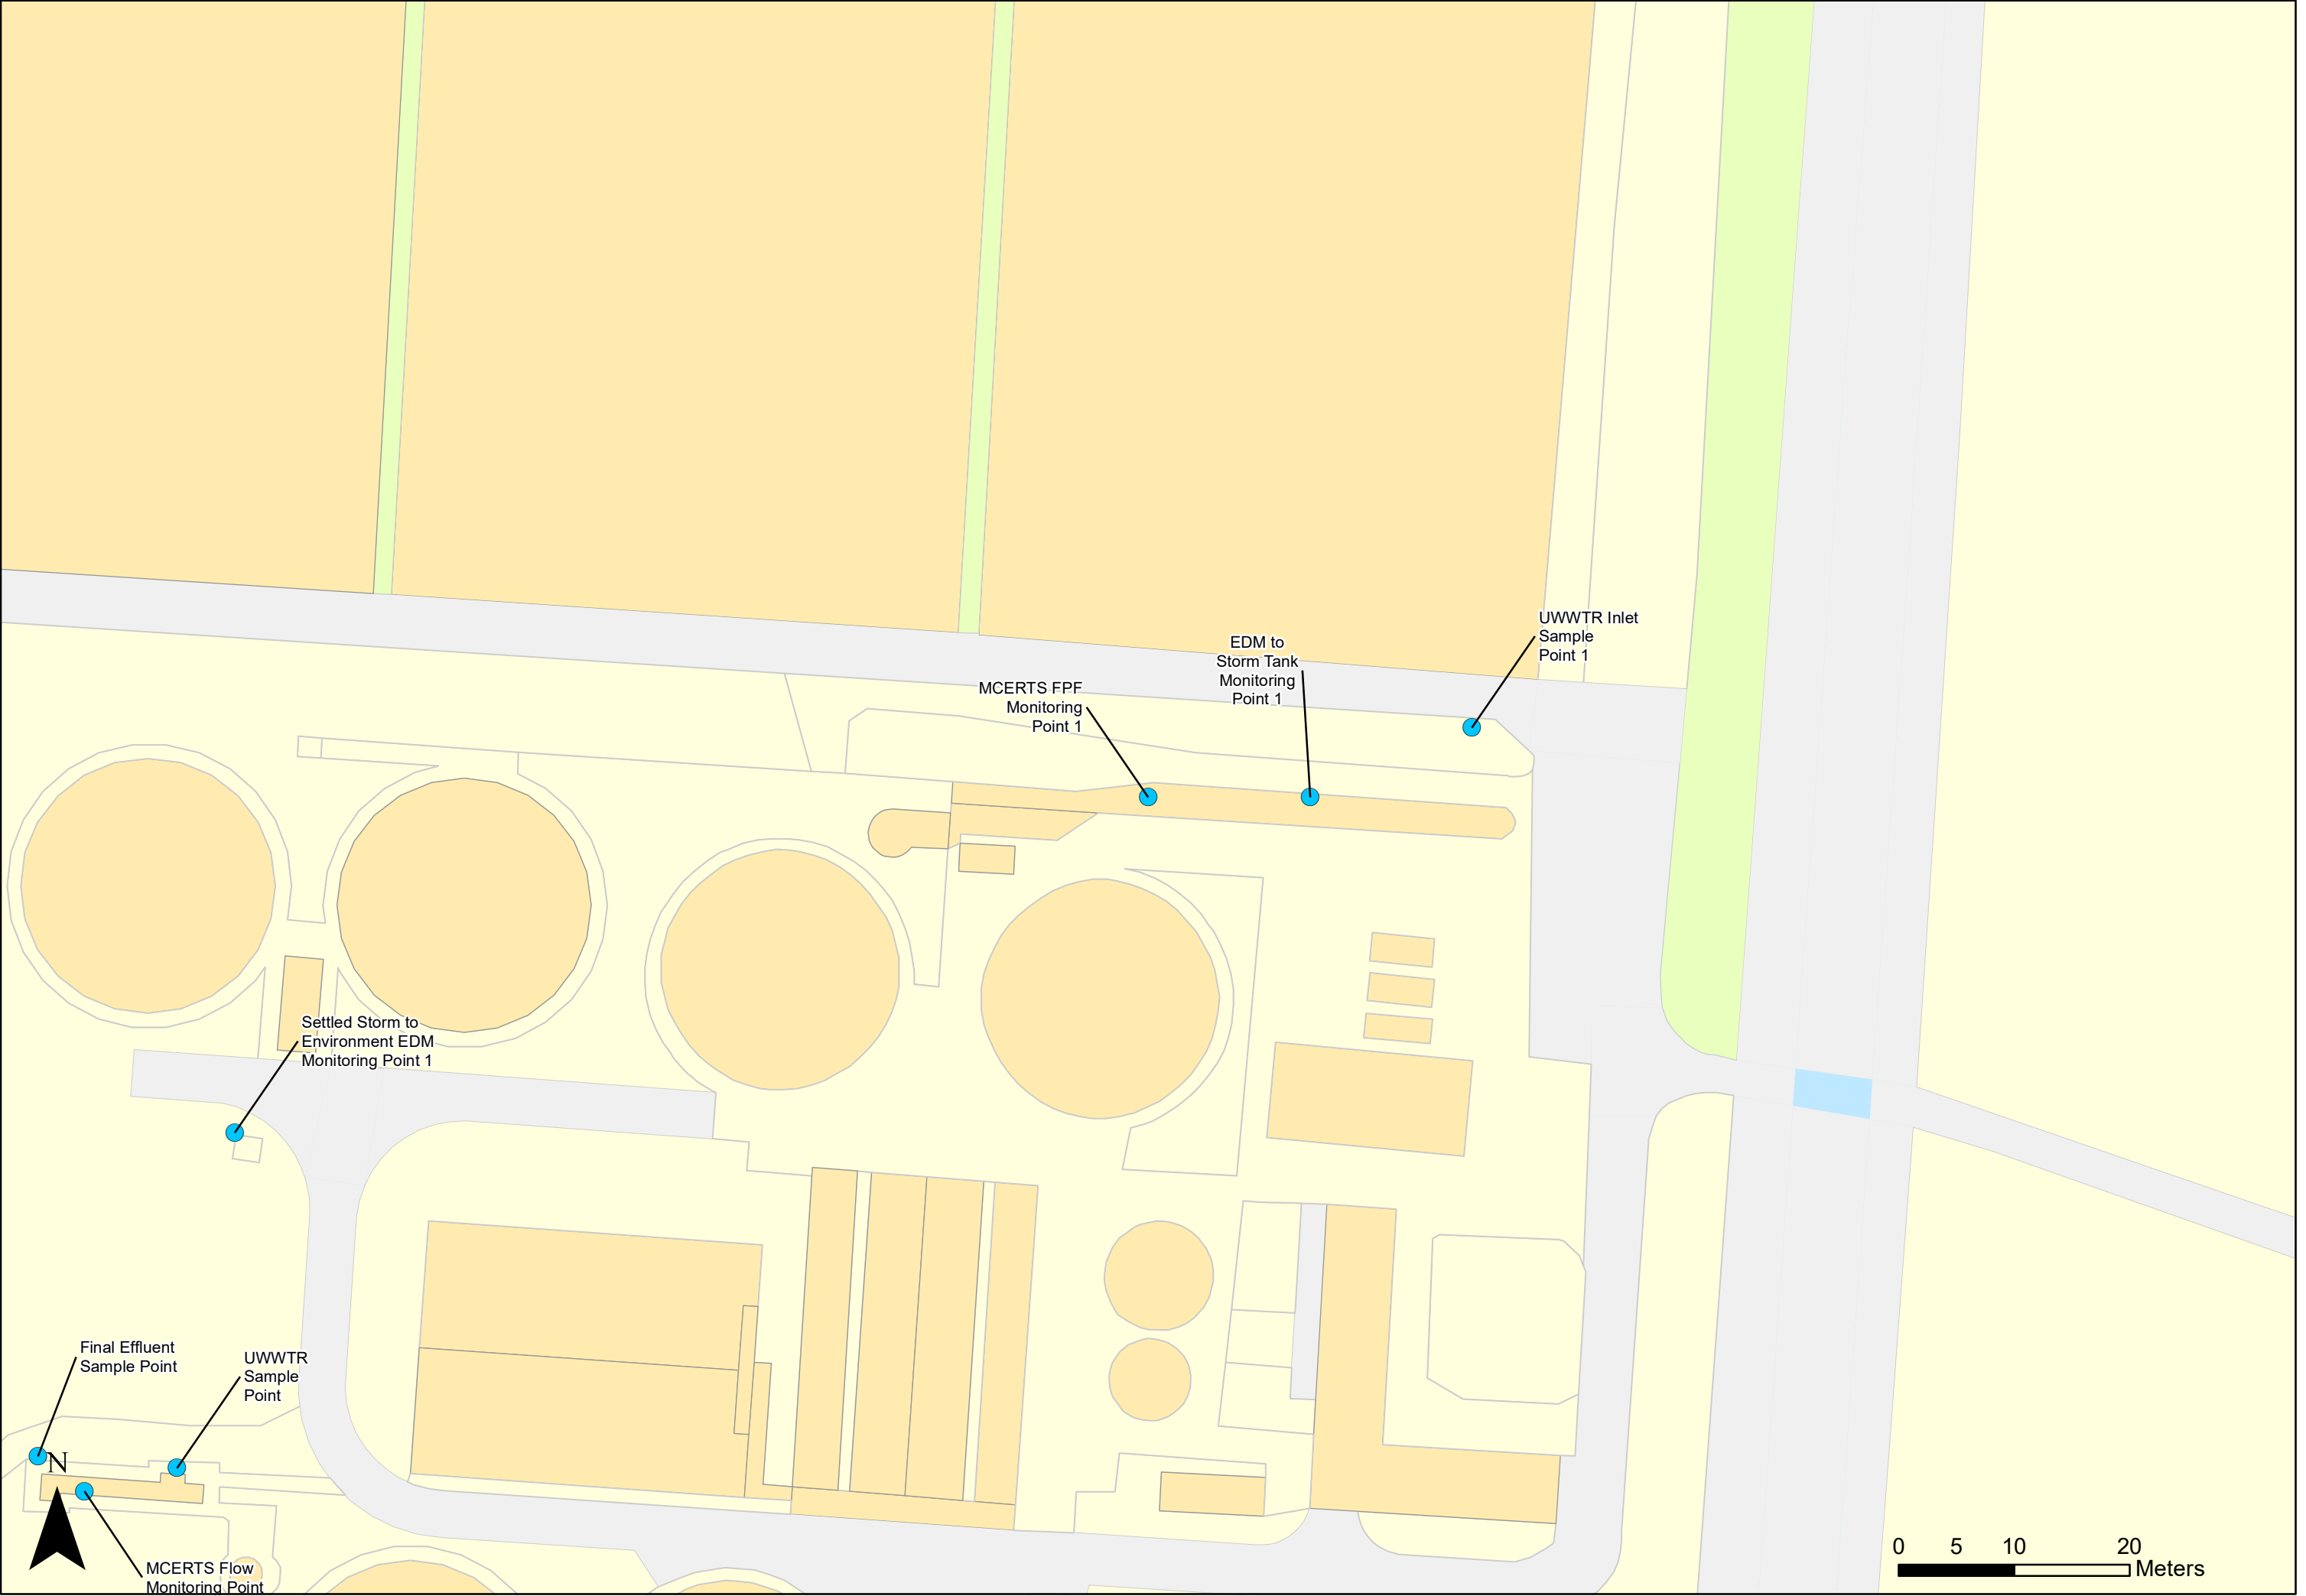 UWWTR Inlet
Sample
Point 1
EDM to
Storm Tank
Monitoring
Point 1
MCERTS FPF
Monitoring
Point 1
Settled Storm to
Environment EDM
Monitoring Point 1
Final Effluent
Sample Point
UWWTR
Sample
Point
N
MCERTS Flow
Monitoring Point
0 5 10 20
Meters